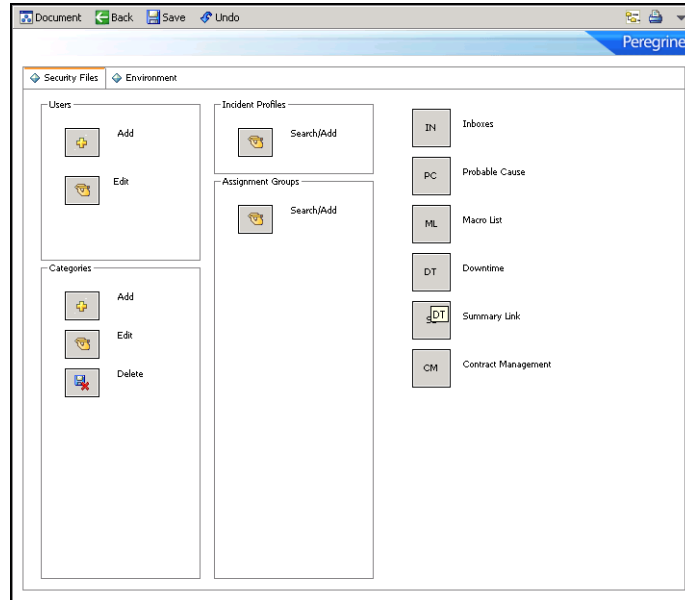 Document Back Save Undo
Peregrine
Security Files Environment
Users
Add
Edit
Categories
Add
Edit
Delete
Incident Profiles
Search/Add
Assignment Groups
Search/Add
IN Inboxes
PC Probable Cause
ML Macro List
DT Downtime
DT Summary Link
CM Contract Management